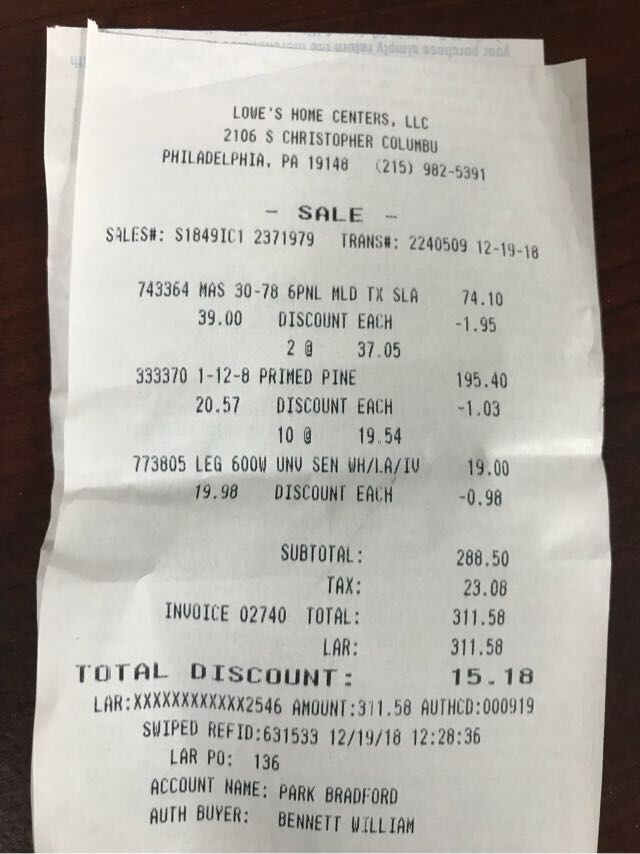 your purchase simply return the
LOWE'S HOME CENTERS, LLC
2106 S CHRISTOPHER COLUMBU
PHILADELPHIA, PA 19148 (215) 982-5391
- SALE -
SALES#: S1849IC1 2371979 TRANS#: 2240509 12-19-18
743364 MAS 30-78 6PNL MLD TX SLA 74.10
39.00 DISCOUNT EACH -1.95
2 @ 37.05
333370 1-12-8 PRIMED PINE 195.40
20.57 DISCOUNT EACH -1.03
10 @ 19.54
773805 LEG 600W UNV SEN WH/LA/IV 19.00
19.98 DISCOUNT EACH -0.98
SUBTOTAL: 288.50
TAX: 23.08
INVOICE 02740 TOTAL: 311.58
LAR: 311.58
TOTAL DISCOUNT: 15.18
LAR:XXXXXXXXXXXX2546 AMOUNT:311.58 AUTHCD:000919
SWIPED REFID:631533 12/19/18 12:28:36
LAR PO: 136
ACCOUNT NAME: PARK BRADFORD
AUTH BUYER: BENNETT WILLIAM